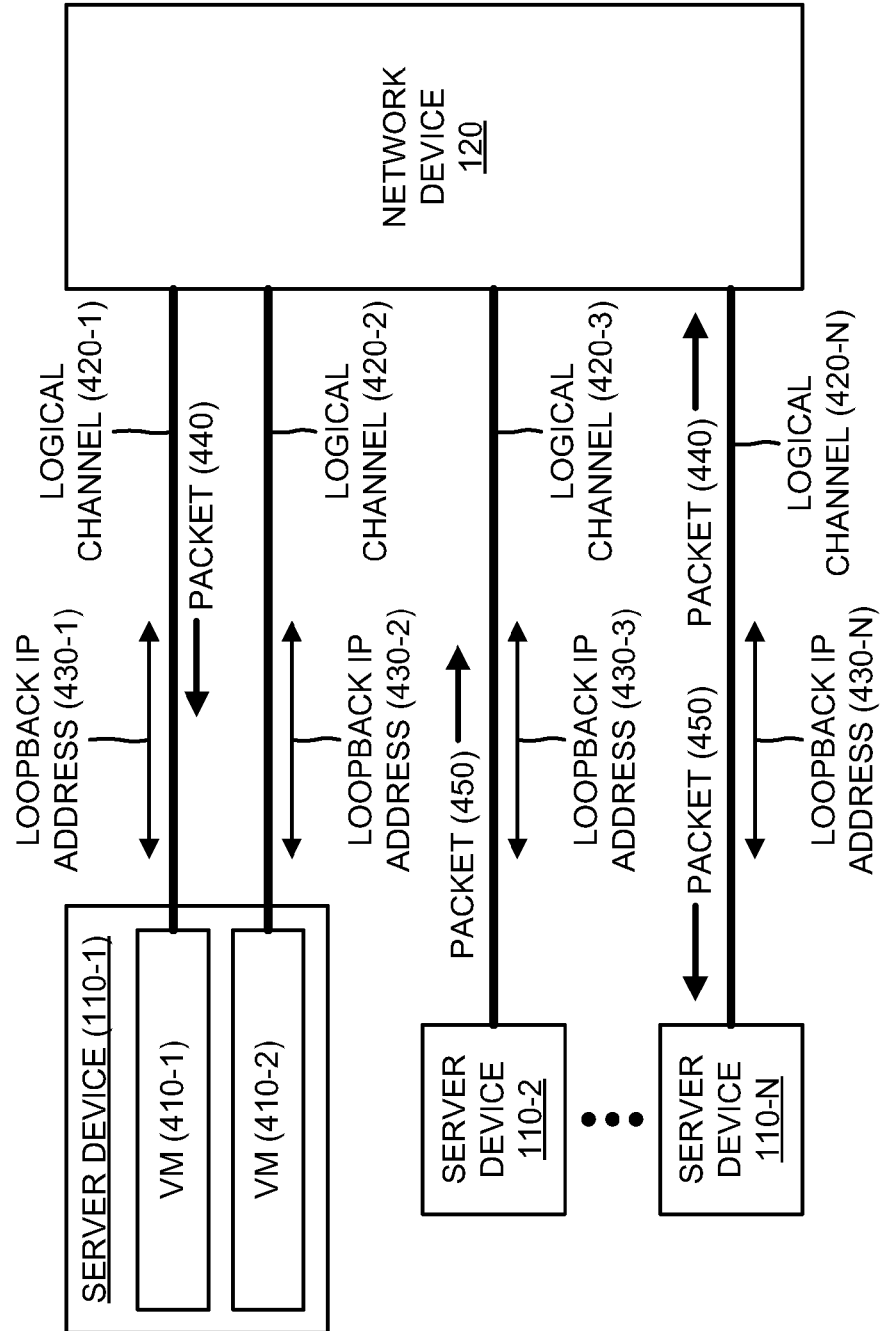 NETWORK
DEVICE
120
LOGICAL
CHANNEL (420-1)
PACKET (440)
LOGICAL
CHANNEL (420-2)
LOGICAL
CHANNEL (420-3)
PACKET (440)
LOGICAL
CHANNEL (420-N)
LOOPBACK IP
ADDRESS (430-1)
LOOPBACK IP
ADDRESS (430-2)
PACKET (450)
LOOPBACK IP
ADDRESS (430-3)
PACKET (450)
LOOPBACK IP
ADDRESS (430-N)
SERVER DEVICE (110-1)
VM (410-1)
VM (410-2)
SERVER
DEVICE
110-2
SERVER
DEVICE
110-N